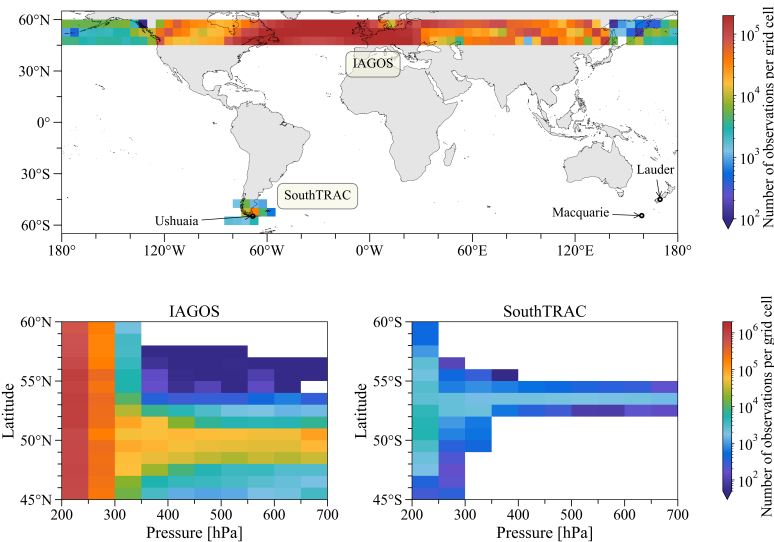 60°N
30°N
0°
30°S
60°S
180°
120°W
60°W
0°W
60°E
120°E
180°
IAGOS
SouthTRAC
Ushuaia
Lauder
Macquarie
10^5
10^4
10^3
10^2
Number of observations per grid cell
IAGOS
60°N
55°N
50°N
45°N
Latitude
200
300
400
500
600
700
Pressure [hPa]
SouthTRAC
60°S
55°S
50°S
45°S
Latitude
200
300
400
500
600
700
Pressure [hPa]
10^6
10^5
10^4
10^3
10^2
Number of observations per grid cell